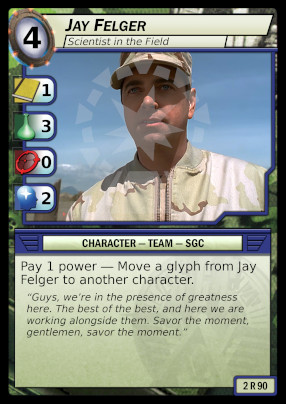 4
JAY FELGER
Scientist in the Field
1
3
0
2
CHARACTER — TEAM — SGC
Pay 1 power — Move a glyph from Jay
Felger to another character.
"Guys, we're in the presence of greatness
here. The best of the best, and here we are
working alongside them. Savor the moment,
gentlemen, savor the moment."
2 R 90